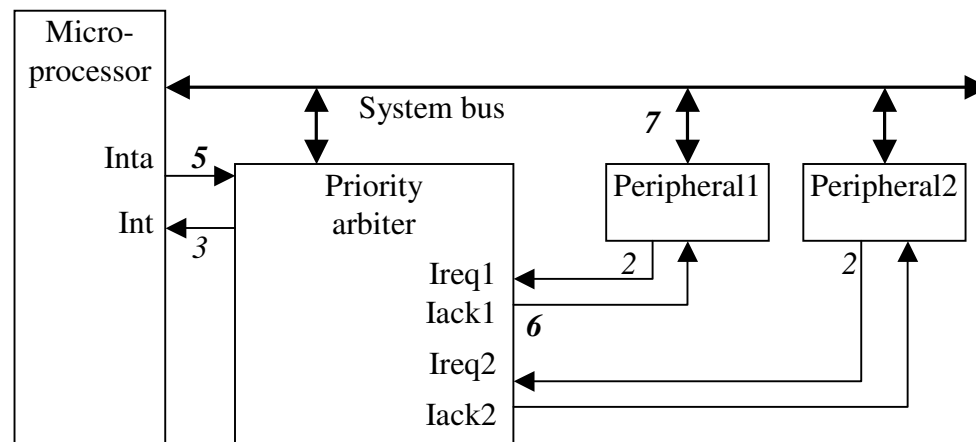 Micro-
processor
System bus
7
Inta
5
Int
3
Priority
arbiter
Peripheral1
Peripheral2
2
2
Ireq1
Iack1
6
Ireq2
Iack2